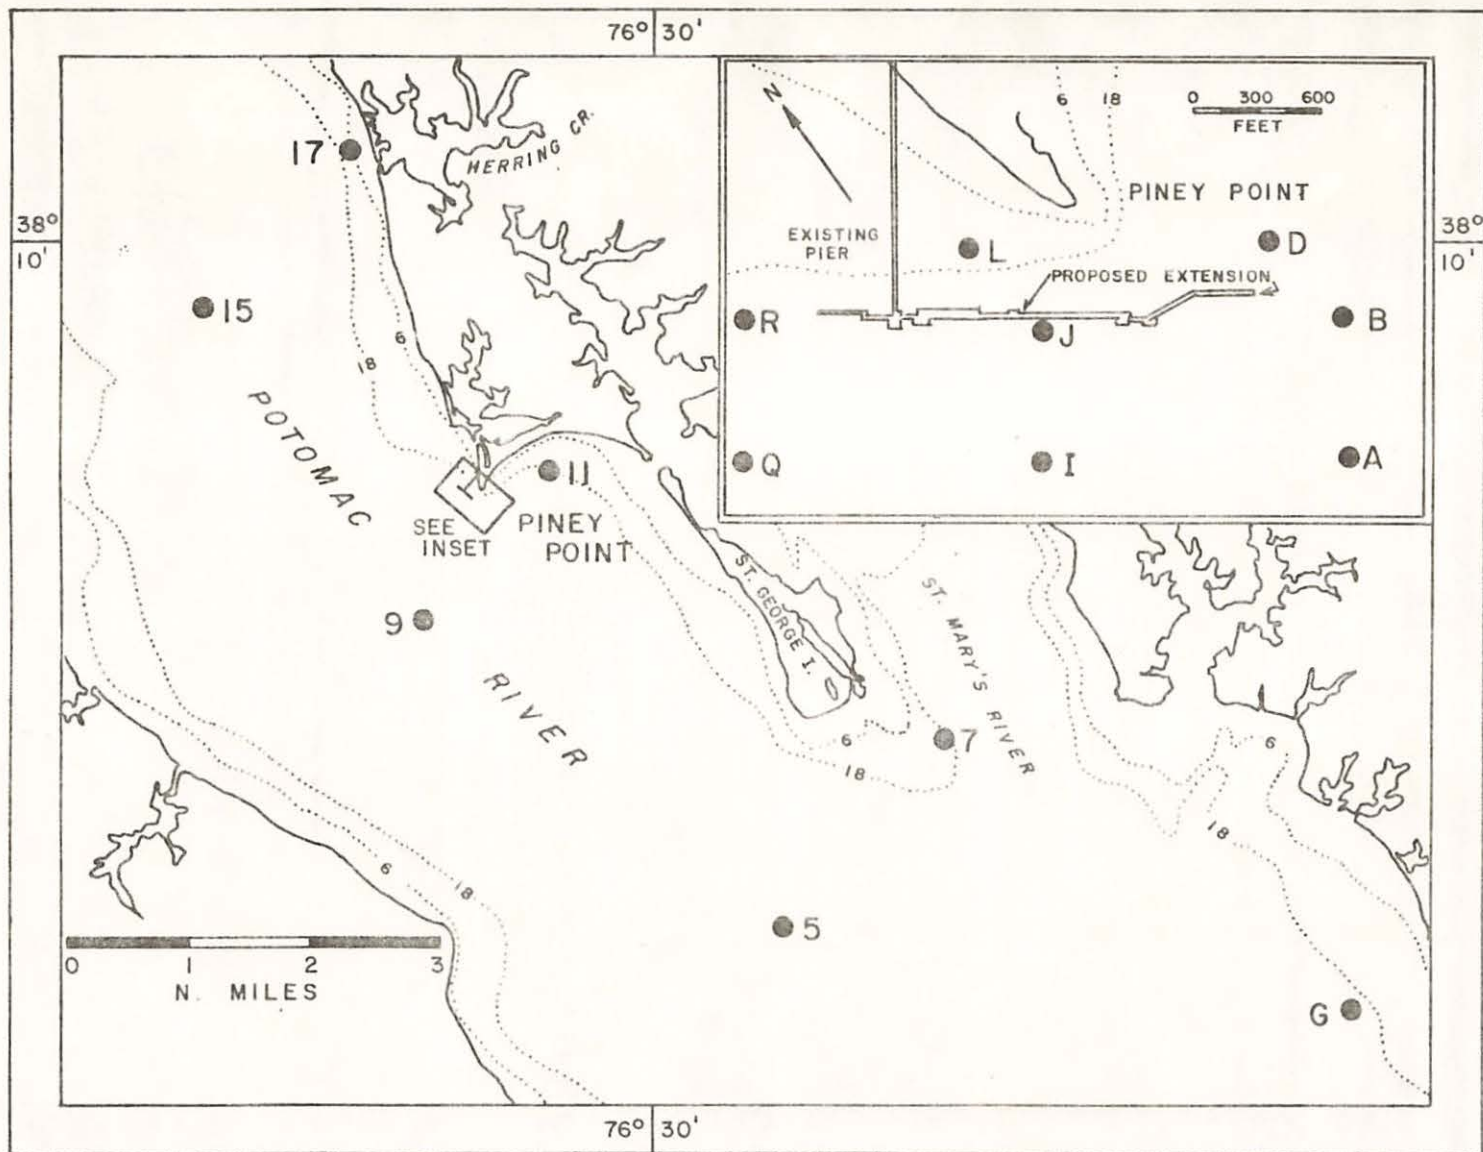 76° 30'
17
HERRING CR.
38°
10'
15
6
18
POTOMAC
11
SEE
INSET
PINEY
POINT
9
RIVER
ST. GEORGE I.
ST. MARY'S RIVER
6
18
7
6
18
6
18
5
G
0 1 2 3
N. MILES
76° 30'
N
6 18
0 300 600
FEET
PINEY POINT
EXISTING
PIER
L
D
PROPOSED EXTENSION
R
J
B
Q
I
A
38°
10'